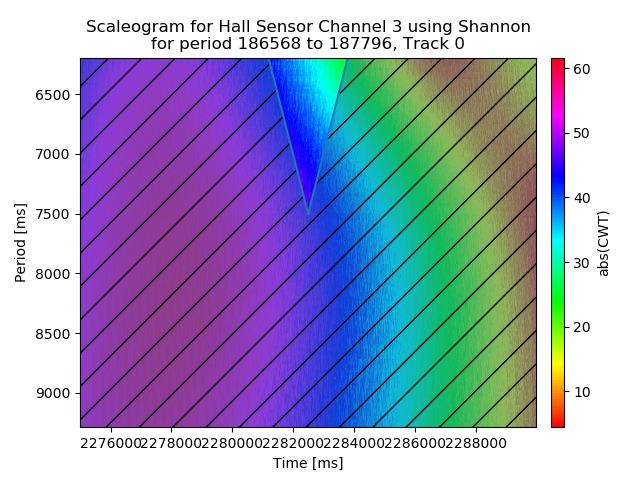 Scaleogram for Hall Sensor Channel 3 using Shannon
for period 186568 to 187796, Track 0
6500
7000
7500
8000
8500
9000
Period [ms]
2276000 2278000 2280000 2282000 2284000 2286000 2288000
Time [ms]
60
50
40
30
20
10
abs(CWT)